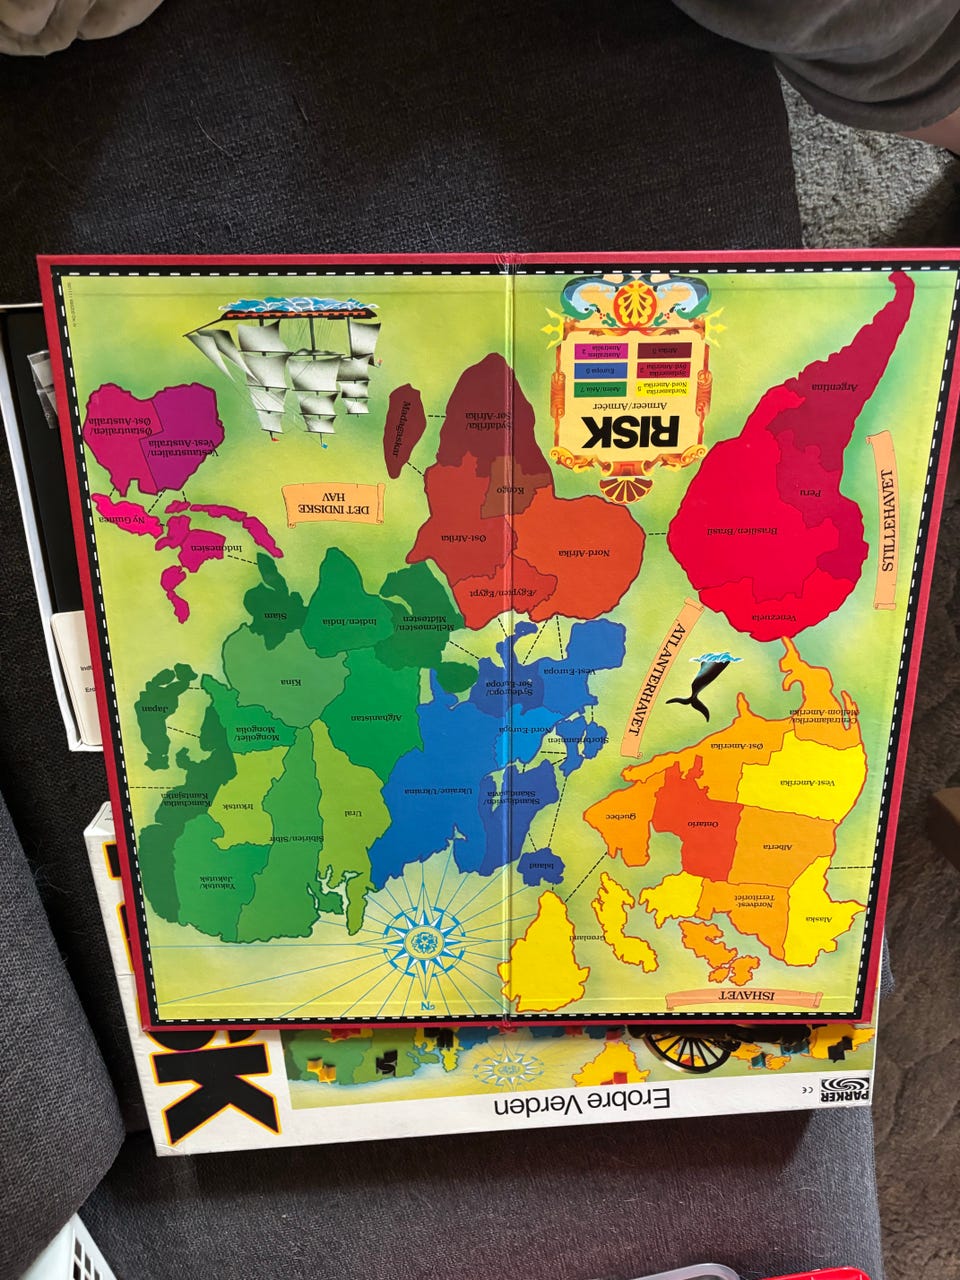 PARKER
CE
Erobre Verden
ISHAVET
N
Alaska
Nordvest-
Territoriet
Grønland
Alberta
Ontario
Quebec
Vest-Amerika
Øst-Amerika
Centralamerika/
Mellom-Amerika
Island
Skandinavien/
Skandinavia
Storbritannien
Nord-Europa
Vest-Europa
Sydeuropa/
Sør-Europa
Ukraine/Ukraina
Ural
Sibirien/Sibir
Yakutsk/
Jakutsk
Irkutsk
Kamchatka
Kamtsjatka
Mongoliet/
Mongolia
Japan
Afghanistan
Kina
Mellemøsten/
Midtøsten
Indien/India
Siam
ATLANTERHAVET
STILLEHAVET
Venezuela
Brasilien/Brasil
Peru
Argentina
Nord-Afrika
Ægypten/Egypt
Øst-Afrika
Kongo
Sydafrika/
Sør-Afrika
Madagaskar
DET INDISKE
HAV
Indonesien
Ny Guinea
Vestaustralien/
Vest-Australia
Østaustralien/
Øst-Australia
RISK
Armeer/Arméer
Nordamerika
Nord-Amerika 5
Asien/Asia 7
Sydamerika
Europa 5
Afrika 3
Australien
Australia 2